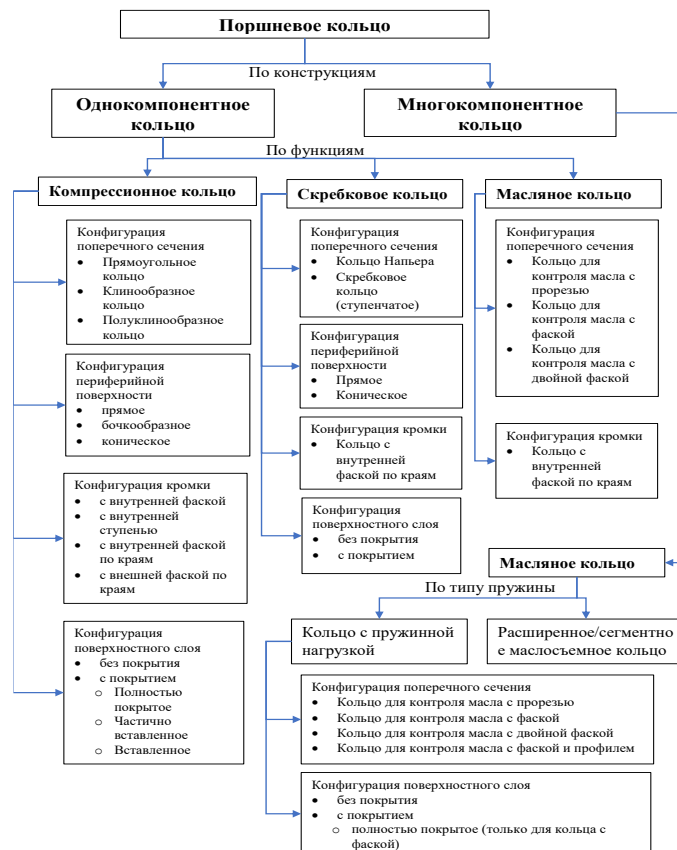 Поршневое кольцо
По конструкциям
Однокомпонентное
кольцо
Многокомпонентное
кольцо
По функциям
Компрессионное кольцо
Скребковое кольцо
Масляное кольцо
Конфигурация
поперечного сечения
• Прямоугольное
кольцо
• Клинообразное
кольцо
• Полуклинообразное
кольцо
Конфигурация
периферийной
поверхности
• прямое
• бочкообразное
• коническое
Конфигурация кромки
• с внутренней фаской
• с внутренней
ступенью
• с внутренней фаской
по краям
• с внешней фаской по
краям
Конфигурация
поверхностного слоя
• без покрытия
• с покрытием
o Полностью
покрытое
o Частично
вставленное
o Вставленное
Конфигурация
поперечного сечения
• Кольцо Напьера
• Скребковое
кольцо
(ступенчатое)
Конфигурация
периферийной
поверхности
• Прямое
• Коническое
Конфигурация кромки
• Кольцо с
внутренней
фаской по краям
Конфигурация
поверхностного слоя
• без покрытия
• с покрытием
Конфигурация
поперечного сечения
• Кольцо для
контроля масла с
прорезью
• Кольцо для
контроля масла с
фаской
• Кольцо для
контроля масла с
двойной фаской
Конфигурация кромки
• Кольцо с
внутренней
фаской по краям
Масляное кольцо
По типу пружины
Кольцо с пружинной
нагрузкой
Расширенное/сегментно
е маслосъемное кольцо
Конфигурация поперечного сечения
• Кольцо для контроля масла с прорезью
• Кольцо для контроля масла с фаской
• Кольцо для контроля масла с двойной фаской
• Кольцо для контроля масла с фаской и профилем
Конфигурация поверхностного слоя
• без покрытия
• с покрытием
o полностью покрытое (только для кольца с
фаской)